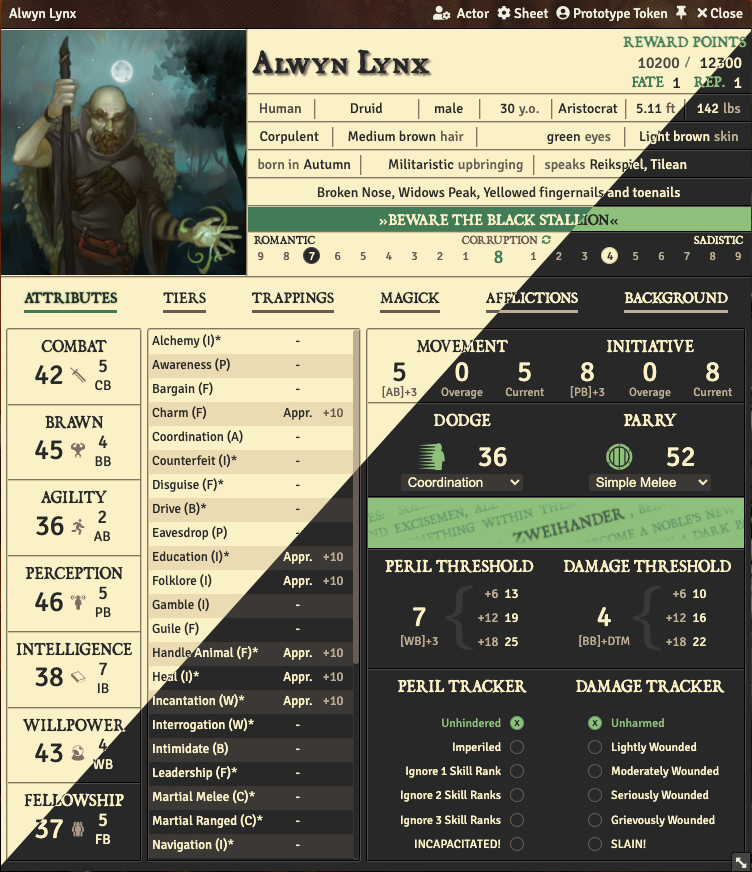 Alwyn Lynx Actor Sheet Prototype Token Close
Alwyn Lynx
REWARD POINTS
10200 / 12300
FATE 1 REP. 1
Human Druid male 30 y.o. Aristocrat 5.11 ft 142 lbs
Corpulent Medium brown hair green eyes Light brown skin
born in Autumn Militaristic upbringing speaks Reikspiel, Tilean
Broken Nose, Widows Peak, Yellowed fingernails and toenails
»BEWARE THE BLACK STALLION«
ROMANTIC CORRUPTION SADISTIC
9 8 7 6 5 4 3 2 1 8 1 2 3 4 5 6 7 8 9
ATTRIBUTES TIERS TRAPPINGS MAGICK AFFLICTIONS BACKGROUND
COMBAT
42 5
CB
BRAWN
45 4
BB
AGILITY
36 2
AB
PERCEPTION
46 5
PB
INTELLIGENCE
38 7
IB
WILLPOWER
43 4
WB
FELLOWSHIP
37 5
FB
Alchemy (I)* -
Awareness (P) -
Bargain (F) -
Charm (F) Appr. +10
Coordination (A) -
Counterfeit (I)* -
Disguise (F)* -
Drive (B)* -
Eavesdrop (P) -
Education (I)* Appr. +10
Folklore (I) Appr. +10
Gamble (I) -
Guile (F) -
Handle Animal (F)* Appr. +10
Heal (I)* Appr. +10
Incantation (W)* Appr. +10
Interrogation (W)* -
Intimidate (B) -
Leadership (F)* -
Martial Melee (C)* -
Martial Ranged (C)* -
Navigation (I)* -
MOVEMENT INITIATIVE
5 0 5 8 0 8
[AB]+3 Overage Current [PB]+3 Overage Current
DODGE PARRY
36 52
Coordination Simple Melee
ZWEIHANDER
PERIL THRESHOLD DAMAGE THRESHOLD
+6 13 +6 10
7 +12 19 4 +12 16
[WB]+3 +18 25 [BB]+DTM +18 22
PERIL TRACKER DAMAGE TRACKER
Unhindered X X Unharmed
Imperiled Lightly Wounded
Ignore 1 Skill Rank Moderately Wounded
Ignore 2 Skill Ranks Seriously Wounded
Ignore 3 Skill Ranks Grievously Wounded
INCAPACITATED! SLAIN!